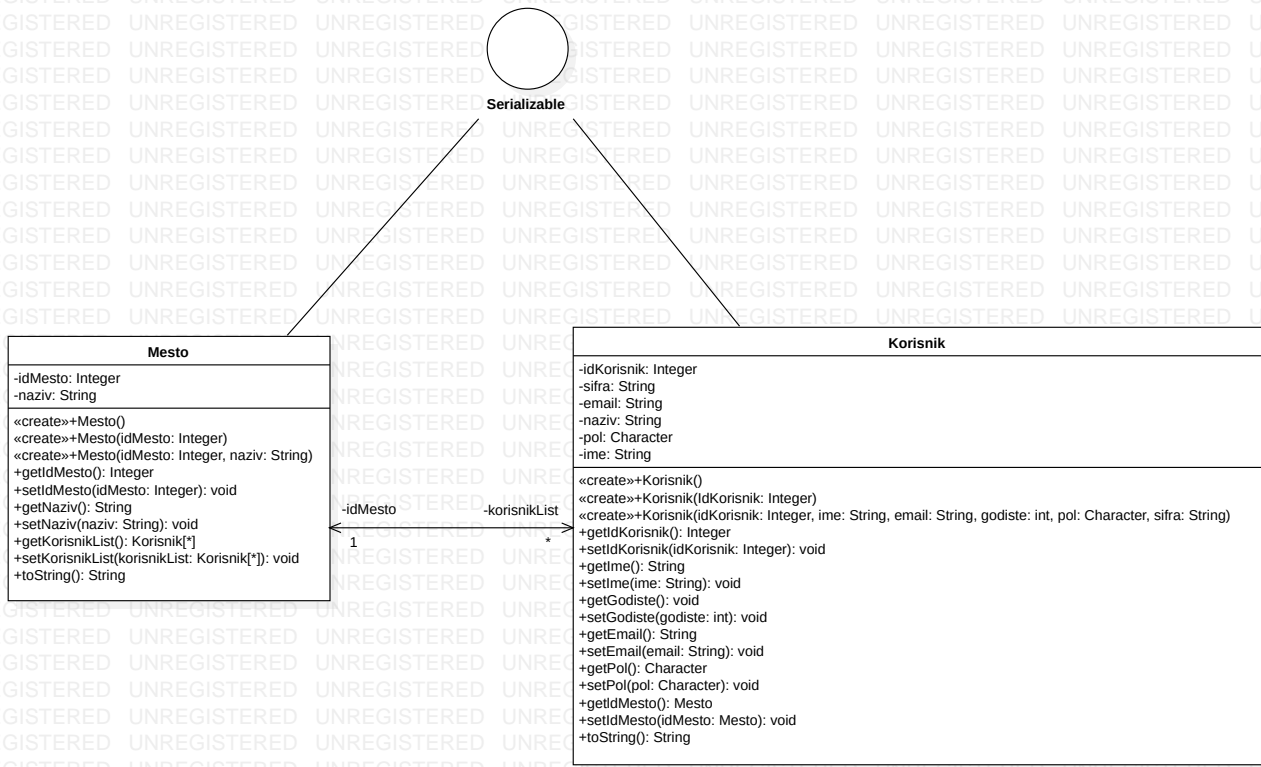 Serializable
Mesto
-idMesto: Integer
-naziv: String
«create»+Mesto()
«create»+Mesto(idMesto: Integer)
«create»+Mesto(idMesto: Integer, naziv: String)
+getIdMesto(): Integer
+setIdMesto(idMesto: Integer): void
+getNaziv(): String
+setNaziv(naziv: String): void
+getKorisnikList(): Korisnik[*]
+setKorisnikList(korisnikList: Korisnik[*]): void
+toString(): String
-idMesto
1
-korisnikList
*
Korisnik
-idKorisnik: Integer
-sifra: String
-email: String
-naziv: String
-pol: Character
-ime: String
«create»+Korisnik()
«create»+Korisnik(IdKorisnik: Integer)
«create»+Korisnik(idKorisnik: Integer, ime: String, email: String, godiste: int, pol: Character, sifra: String)
+getIdKorisnik(): Integer
+setIdKorisnik(idKorisnik: Integer): void
+getIme(): String
+setIme(ime: String): void
+getGodiste(): void
+setGodiste(godiste: int): void
+getEmail(): String
+setEmail(email: String): void
+getPol(): Character
+setPol(pol: Character): void
+getIdMesto(): Mesto
+setIdMesto(idMesto: Mesto): void
+toString(): String
UNREGISTERED